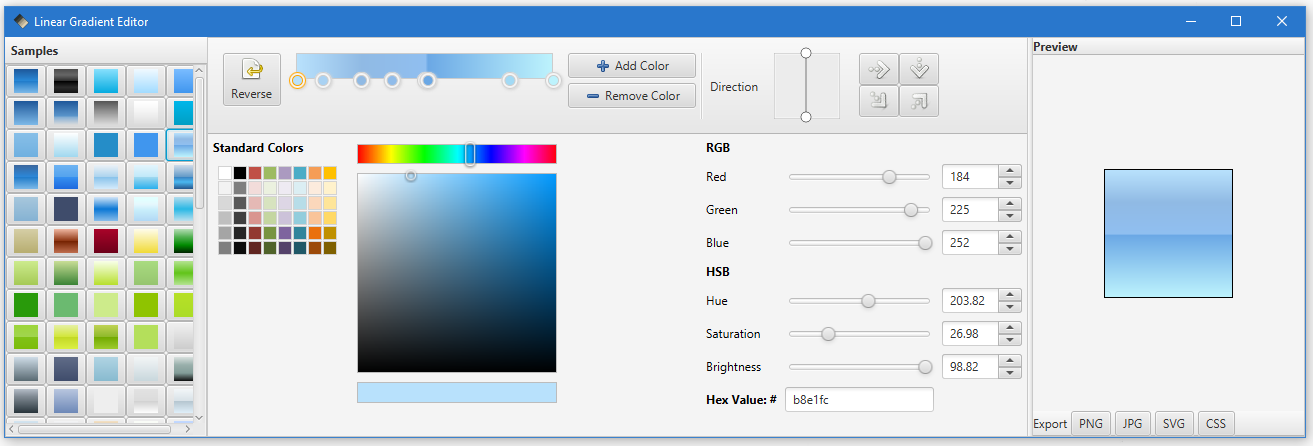 Linear Gradient Editor
Samples
Reverse
Add Color
Remove Color
Direction
Preview
Standard Colors
RGB
Red
184
Green
225
Blue
252
HSB
Hue
203.82
Saturation
26.98
Brightness
98.82
Hex Value: #
b8e1fc
Export
PNG
JPG
SVG
CSS